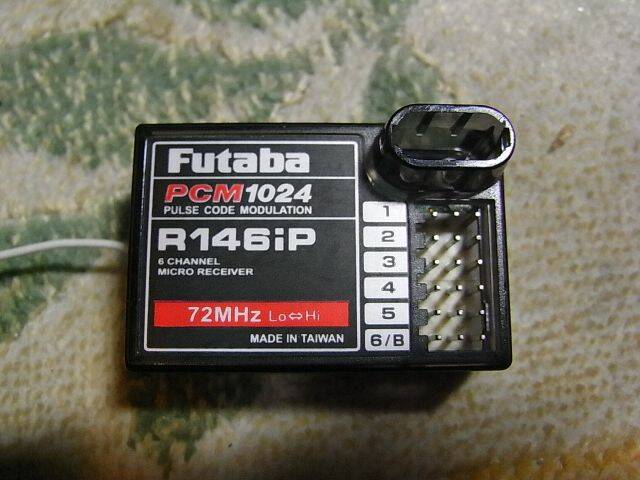 Futaba
PCM1024
PULSE CODE MODULATION
R146iP
6 CHANNEL
MICRO RECEIVER
72MHz Lo⇔Hi
MADE IN TAIWAN
1
2
3
4
5
6/B